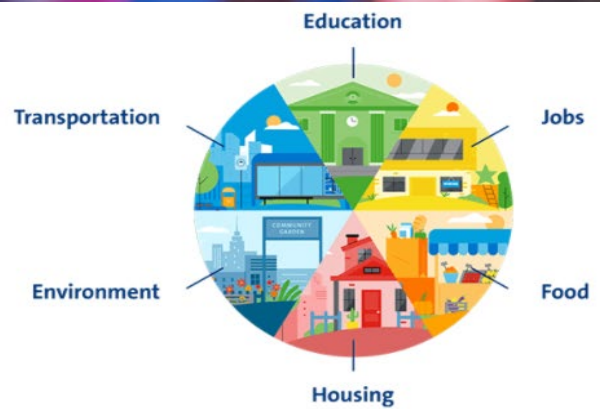 Education
Transportation
Jobs
COMMUNITY
GARDEN
Environment
Food
Housing